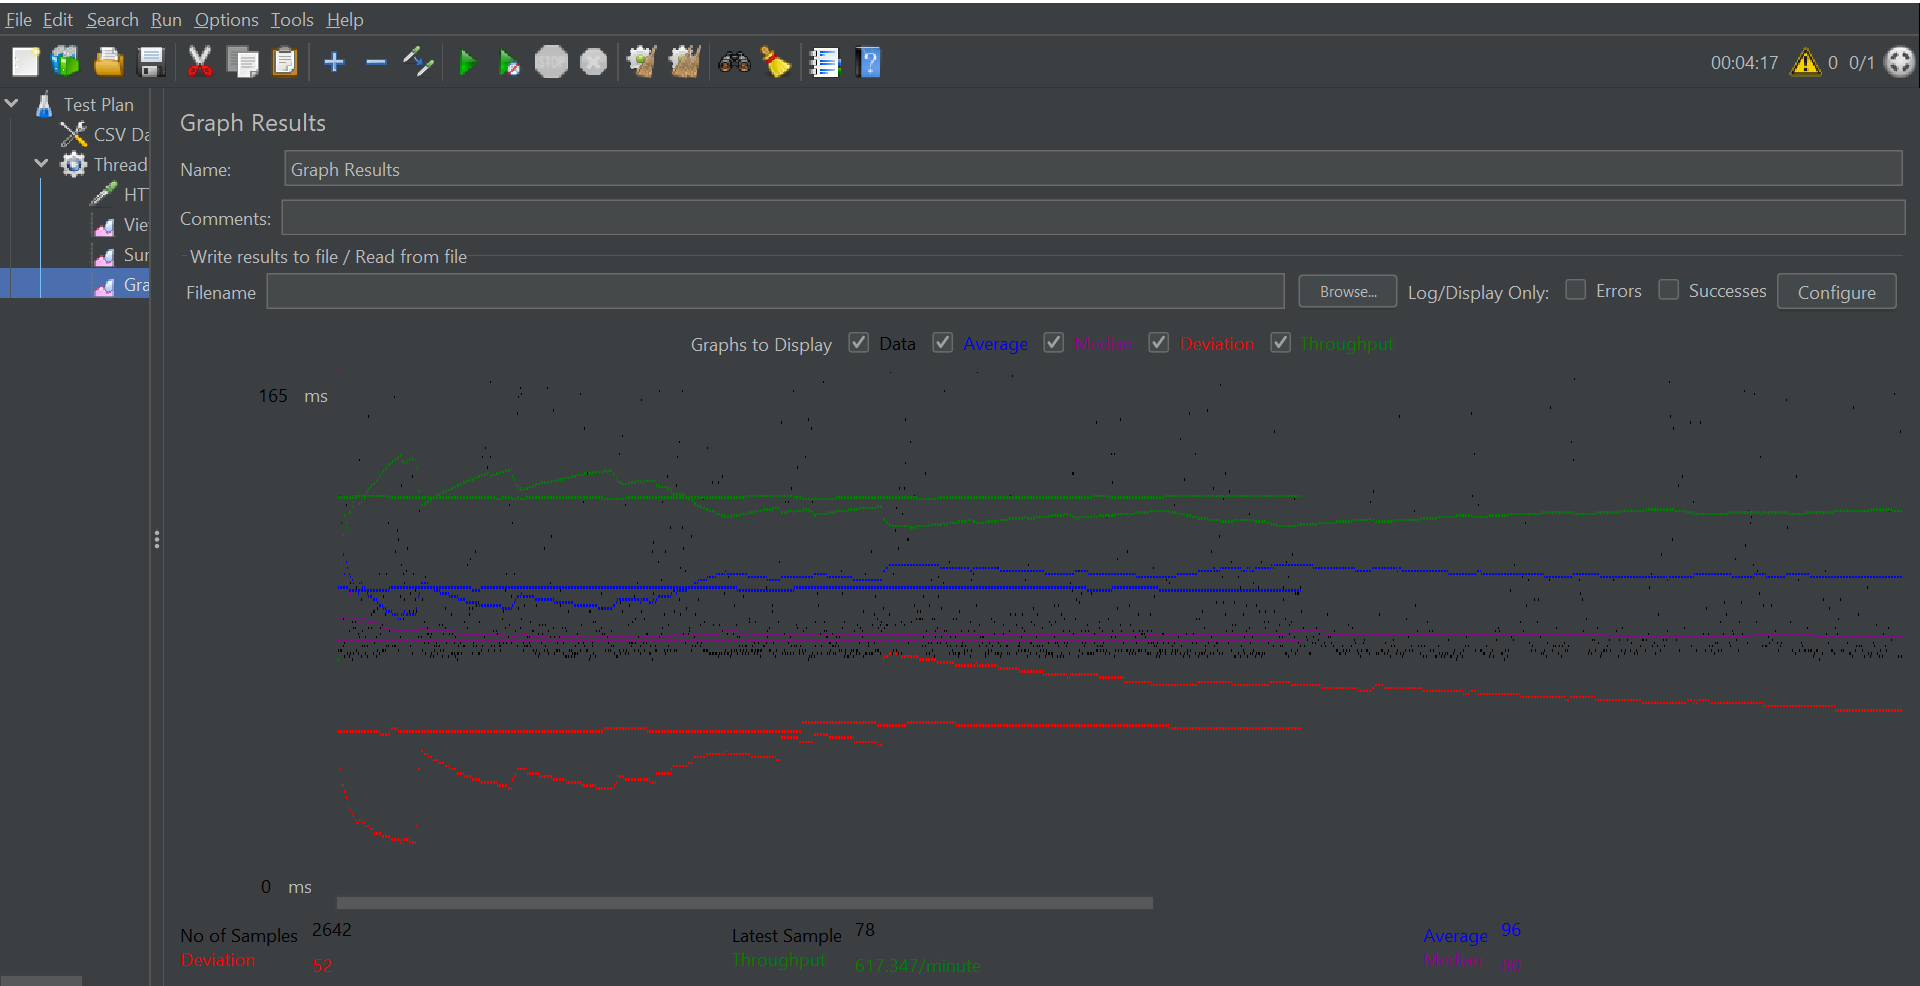 File Edit Search Run Options Tools Help
STOP
00:04:17 0 0/1
Test Plan
CSV Da
Thread
HT
Vie
Sur
Gra
Graph Results
Name: Graph Results
Comments:
Write results to file / Read from file
Filename Browse... Log/Display Only: Errors Successes Configure
Graphs to Display Data Average Median Deviation Throughput
165 ms
0 ms
No of Samples 2642 Latest Sample 78 Average 96
Deviation 52 Throughput 617.347/minute Median 80